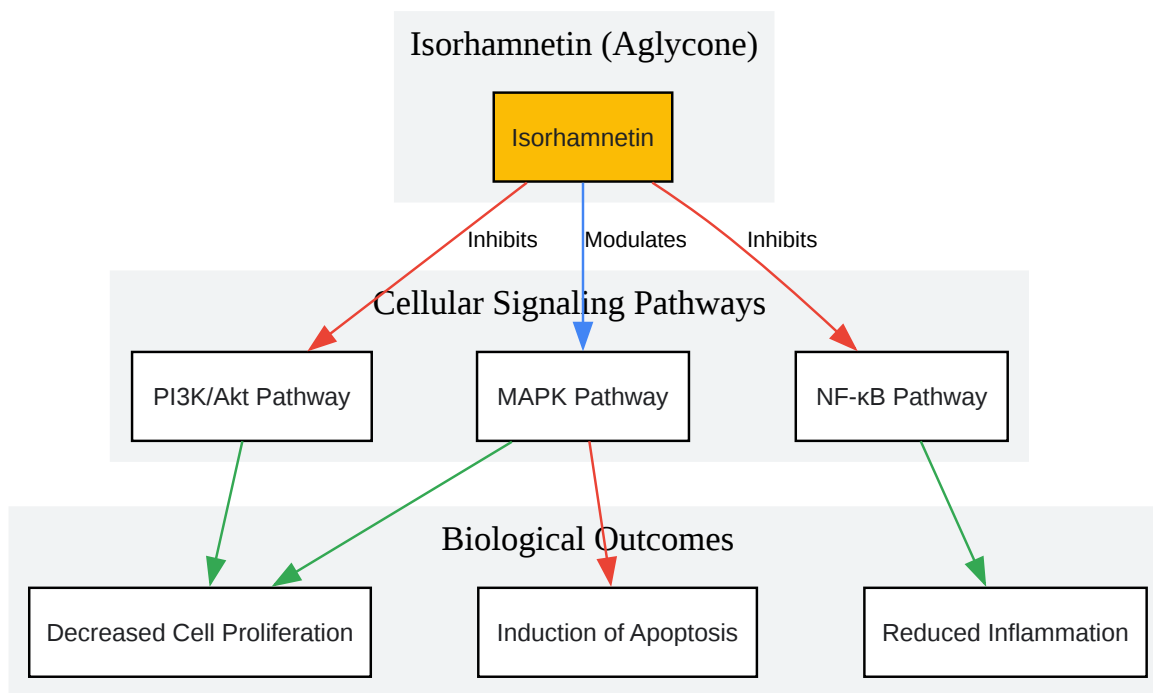 Isorhamnetin (Aglycone)
Isorhamnetin
Inhibits
Modulates
Inhibits
Cellular Signaling Pathways
PI3K/Akt Pathway
MAPK Pathway
NF-κB Pathway
Biological Outcomes
Decreased Cell Proliferation
Induction of Apoptosis
Reduced Inflammation